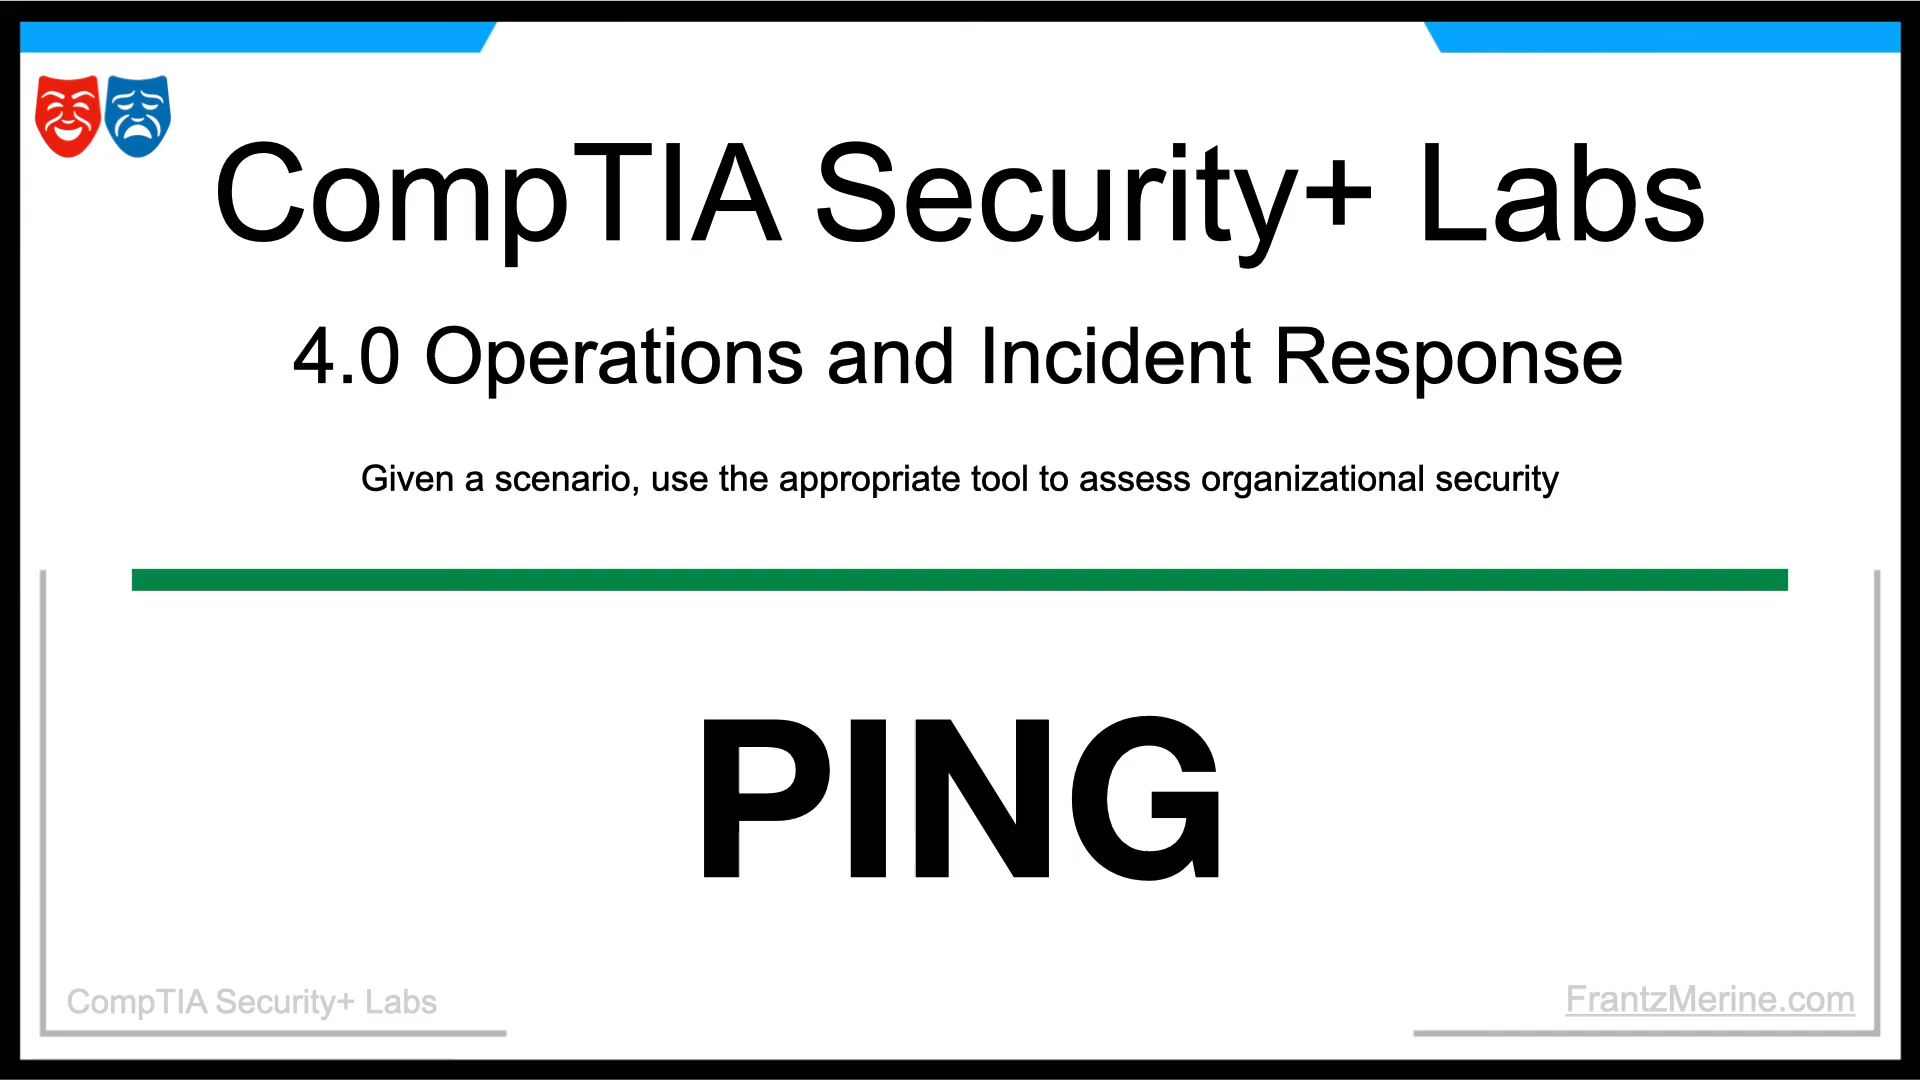 CompTIA Security+ Labs
4.0 Operations and Incident Response
Given a scenario, use the appropriate tool to assess organizational security
PING
CompTIA Security+ Labs
FrantzMerine.com